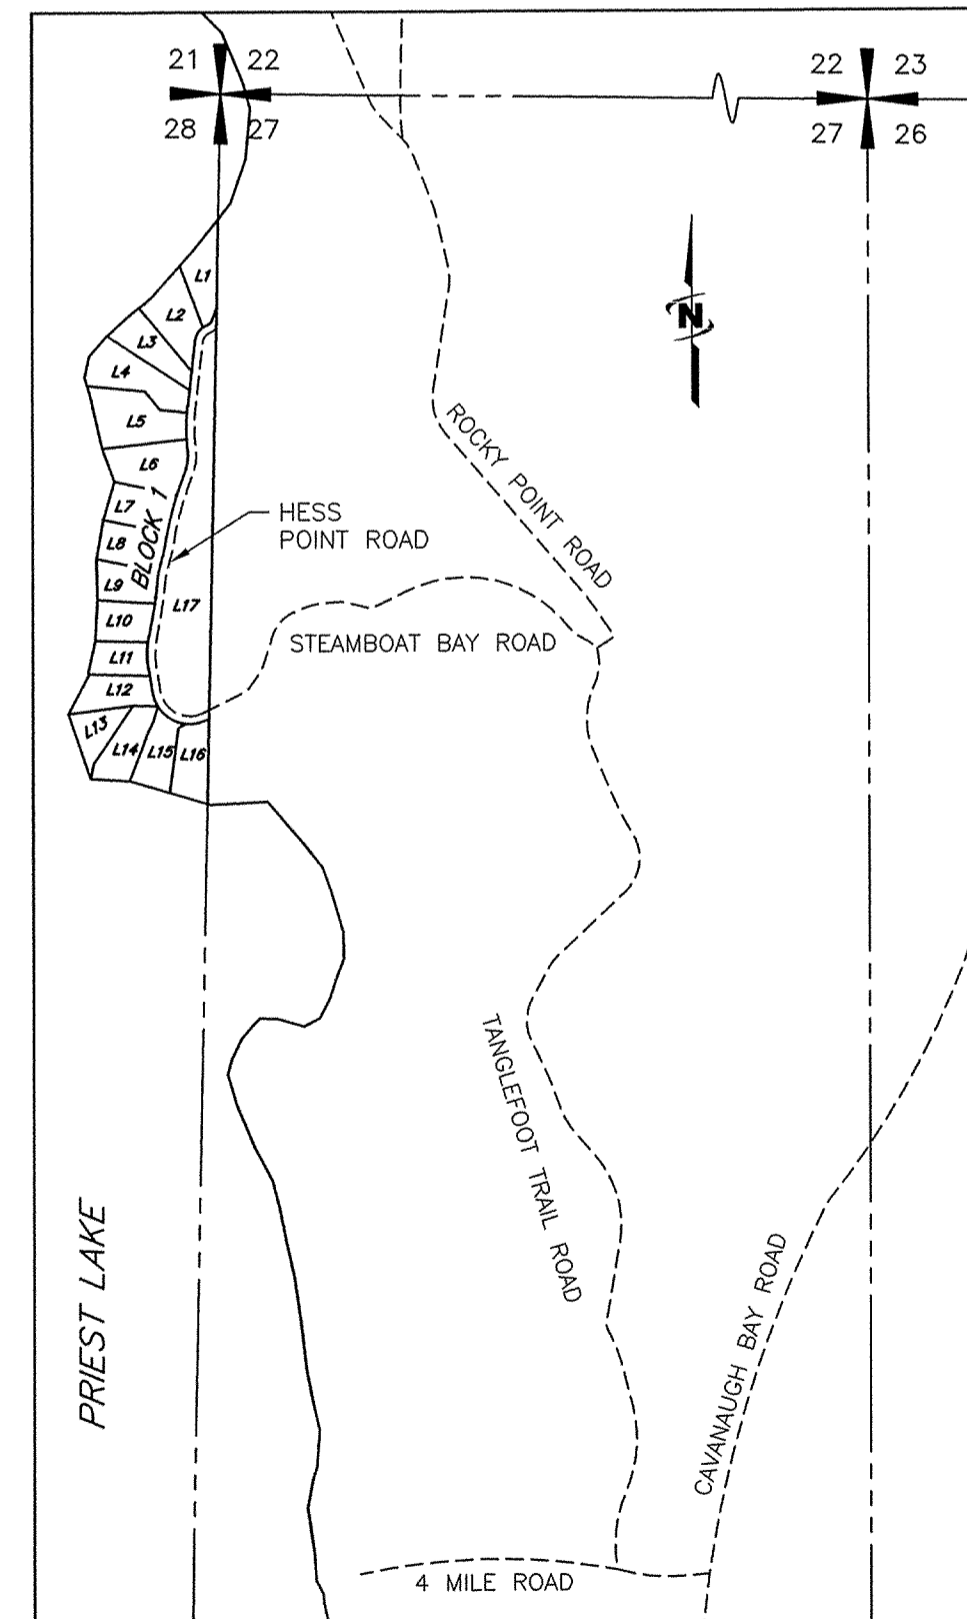 21 22
22 23
28 27
27 26
L1
L2
N
L3
L4
L5
ROCKY POINT ROAD
L6
L7
BLOCK 1
HESS
POINT ROAD
L8
L9
L17
L10
STEAMBOAT BAY ROAD
L11
L12
L13
L14
L15
L16
TANGLEFOOT TRAIL ROAD
PRIEST LAKE
CAVANAUGH BAY ROAD
4 MILE ROAD